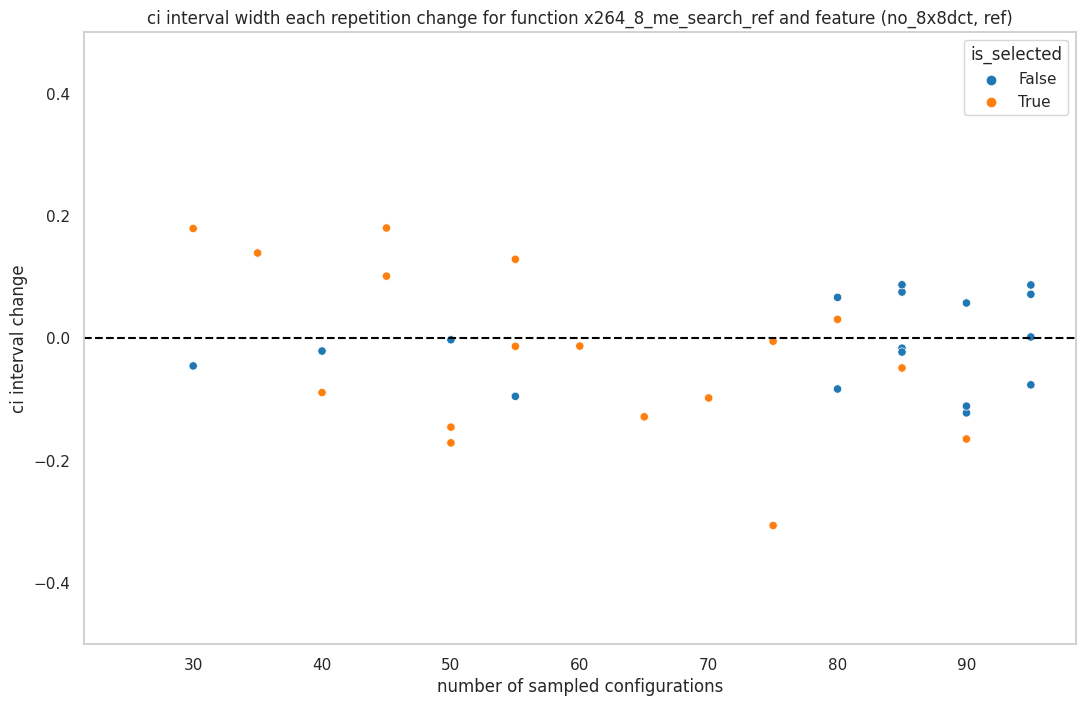 ci interval width each repetition change for function x264_8_me_search_ref and feature (no_8x8dct, ref)
is_selected
False
True
ci interval change
0.4
0.2
0.0
−0.2
−0.4
30 40 50 60 70 80 90
number of sampled configurations